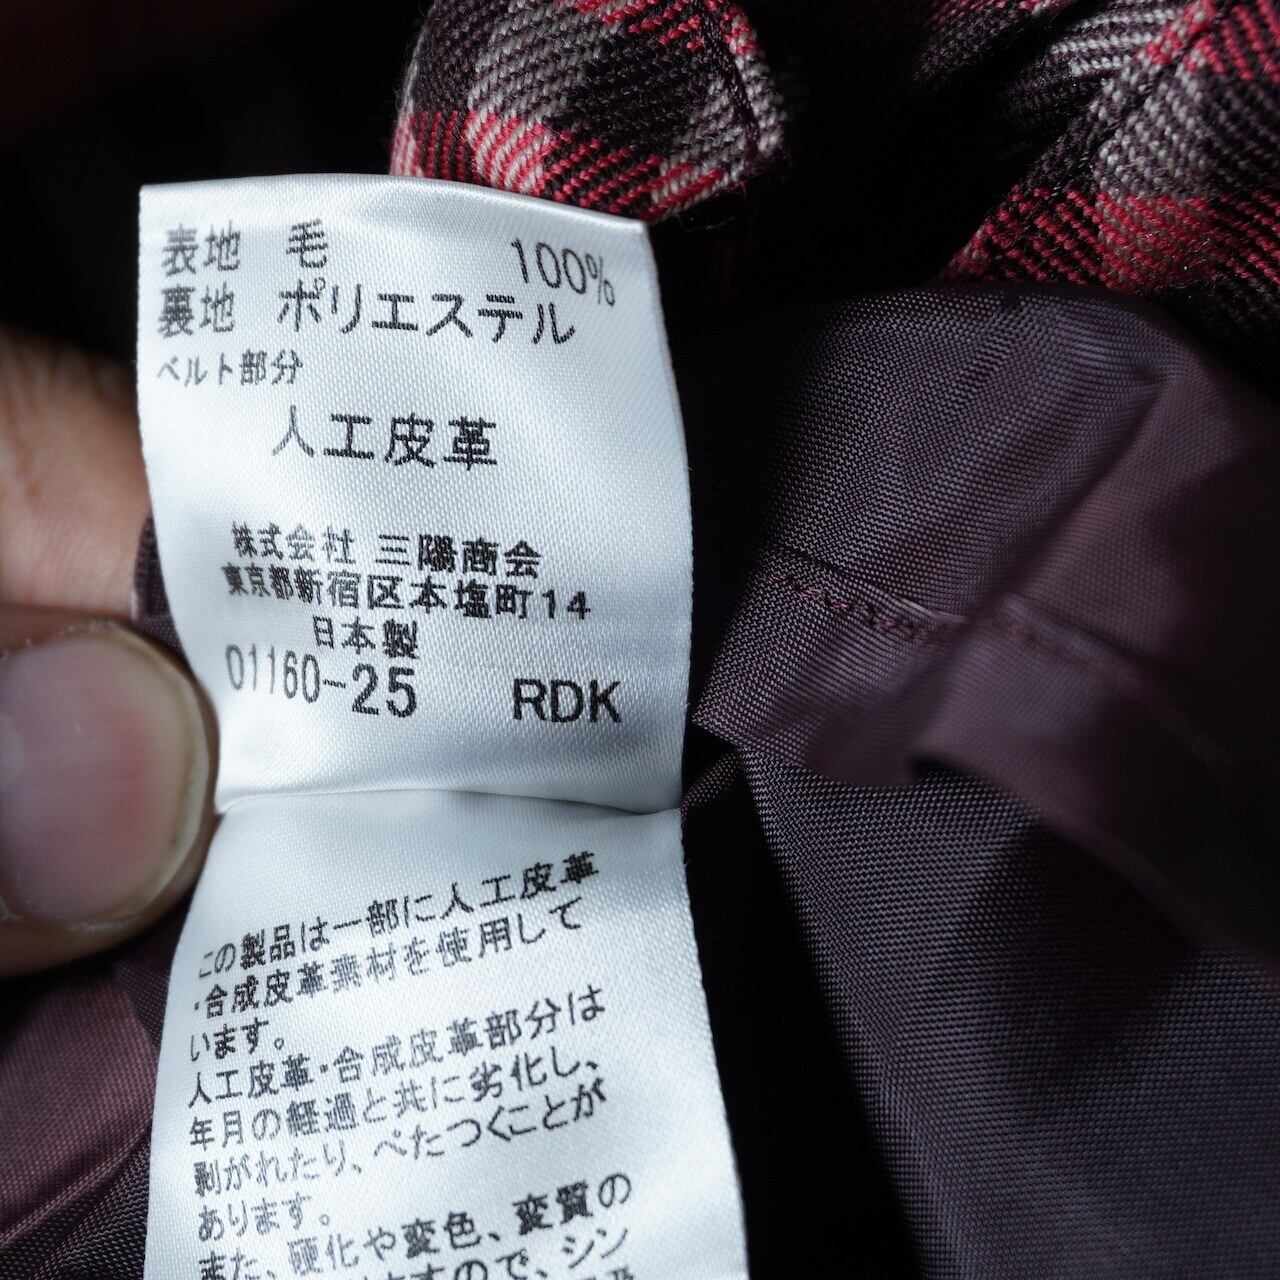 表地 毛 100%
裏地 ポリエステル
ベルト部分
人工皮革
株式会社 三陽商会
東京都新宿区本塩町14
日本製
01160-25 RDK
この製品は一部に人工皮革
・合成皮革素材を使用して
います。
人工皮革・合成皮革部分は
年月の経過と共に劣化し、
剥がれたり、べたつくことが
あります。
また、硬化や変色、変質の
ますので、シン